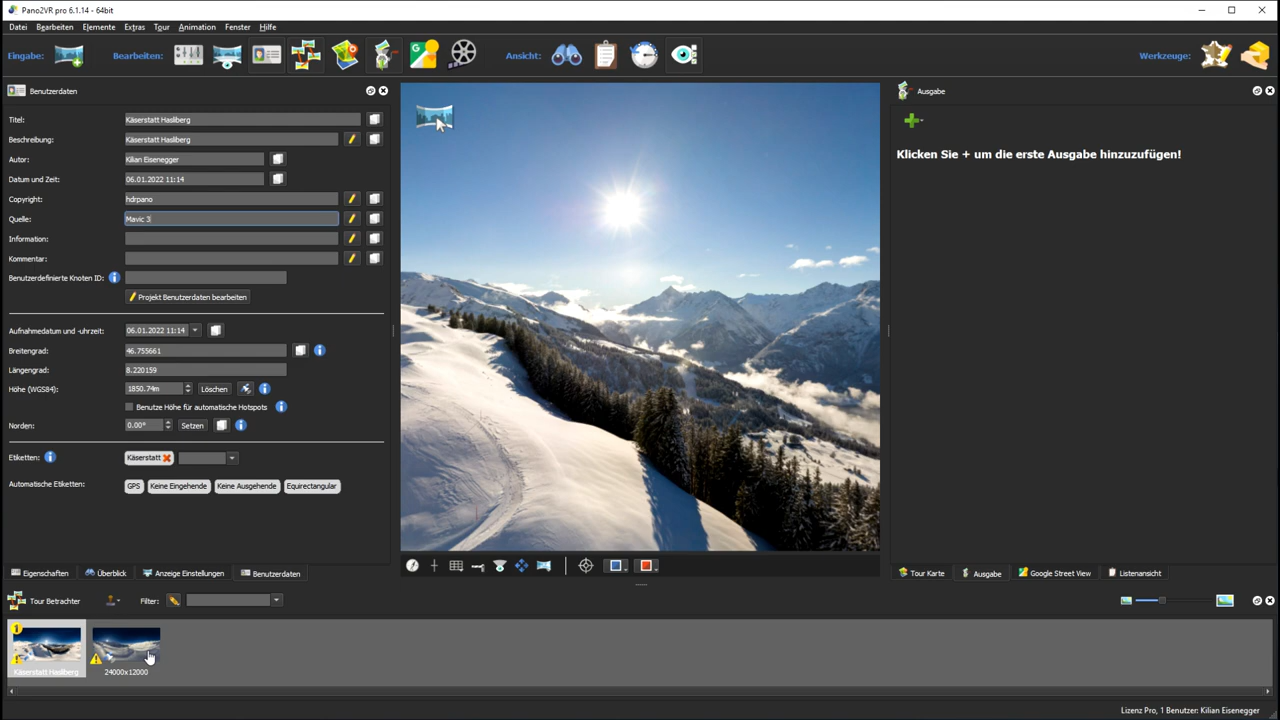 Pano2VR pro 6.1.14 - 64bit
Datei Bearbeiten Elemente Extras Tour Animation Fenster Hilfe
Eingabe: Bearbeiten: Ansicht: Werkzeuge:
Benutzerdaten
Titel: Käserstatt Hasliberg
Beschreibung: Käserstatt Hasliberg
Autor: Kilian Eisenegger
Datum und Zeit: 06.01.2022 11:14
Copyright: hdrpano
Quelle: Mavic 3
Information:
Kommentar:
Benutzerdefinierte Knoten ID:
Projekt Benutzerdaten bearbeiten
Aufnahmedatum und -uhrzeit: 06.01.2022 11:14
Breitengrad: 46.755661
Längengrad: 8.220159
Höhe (WGS84): 1850.74m Löschen
Benutze Höhe für automatische Hotspots
Norden: 0.00° Setzen
Etiketten: Käserstatt
Automatische Etiketten: GPS Keine Eingehende Keine Ausgehende Equirectangular
Eigenschaften Überblick Anzeige Einstellungen Benutzerdaten
Ausgabe
Klicken Sie + um die erste Ausgabe hinzuzufügen!
Tour Karte Ausgabe Google Street View Listenansicht
Tour Betrachter Filter:
1
Käserstatt Hasliberg 24000x12000
Lizenz Pro, 1 Benutzer: Kilian Eisenegger